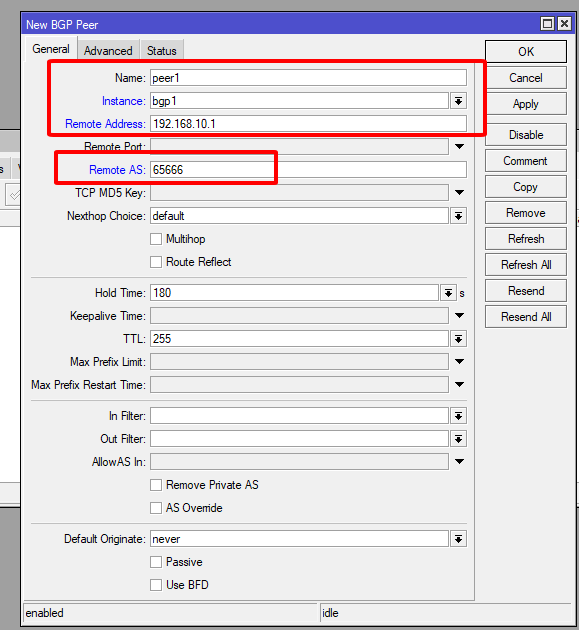 New BGP Peer
General Advanced Status
Name: peer1
Instance: bgp1
Remote Address: 192.168.10.1
Remote Port:
Remote AS: 65666
TCP MD5 Key:
Nexthop Choice: default
Multihop
Route Reflect
Hold Time: 180 s
Keepalive Time:
TTL: 255
Max Prefix Limit:
Max Prefix Restart Time:
In Filter:
Out Filter:
AllowAS In:
Remove Private AS
AS Override
Default Originate: never
Passive
Use BFD
OK
Cancel
Apply
Disable
Comment
Copy
Remove
Refresh
Refresh All
Resend
Resend All
enabled idle